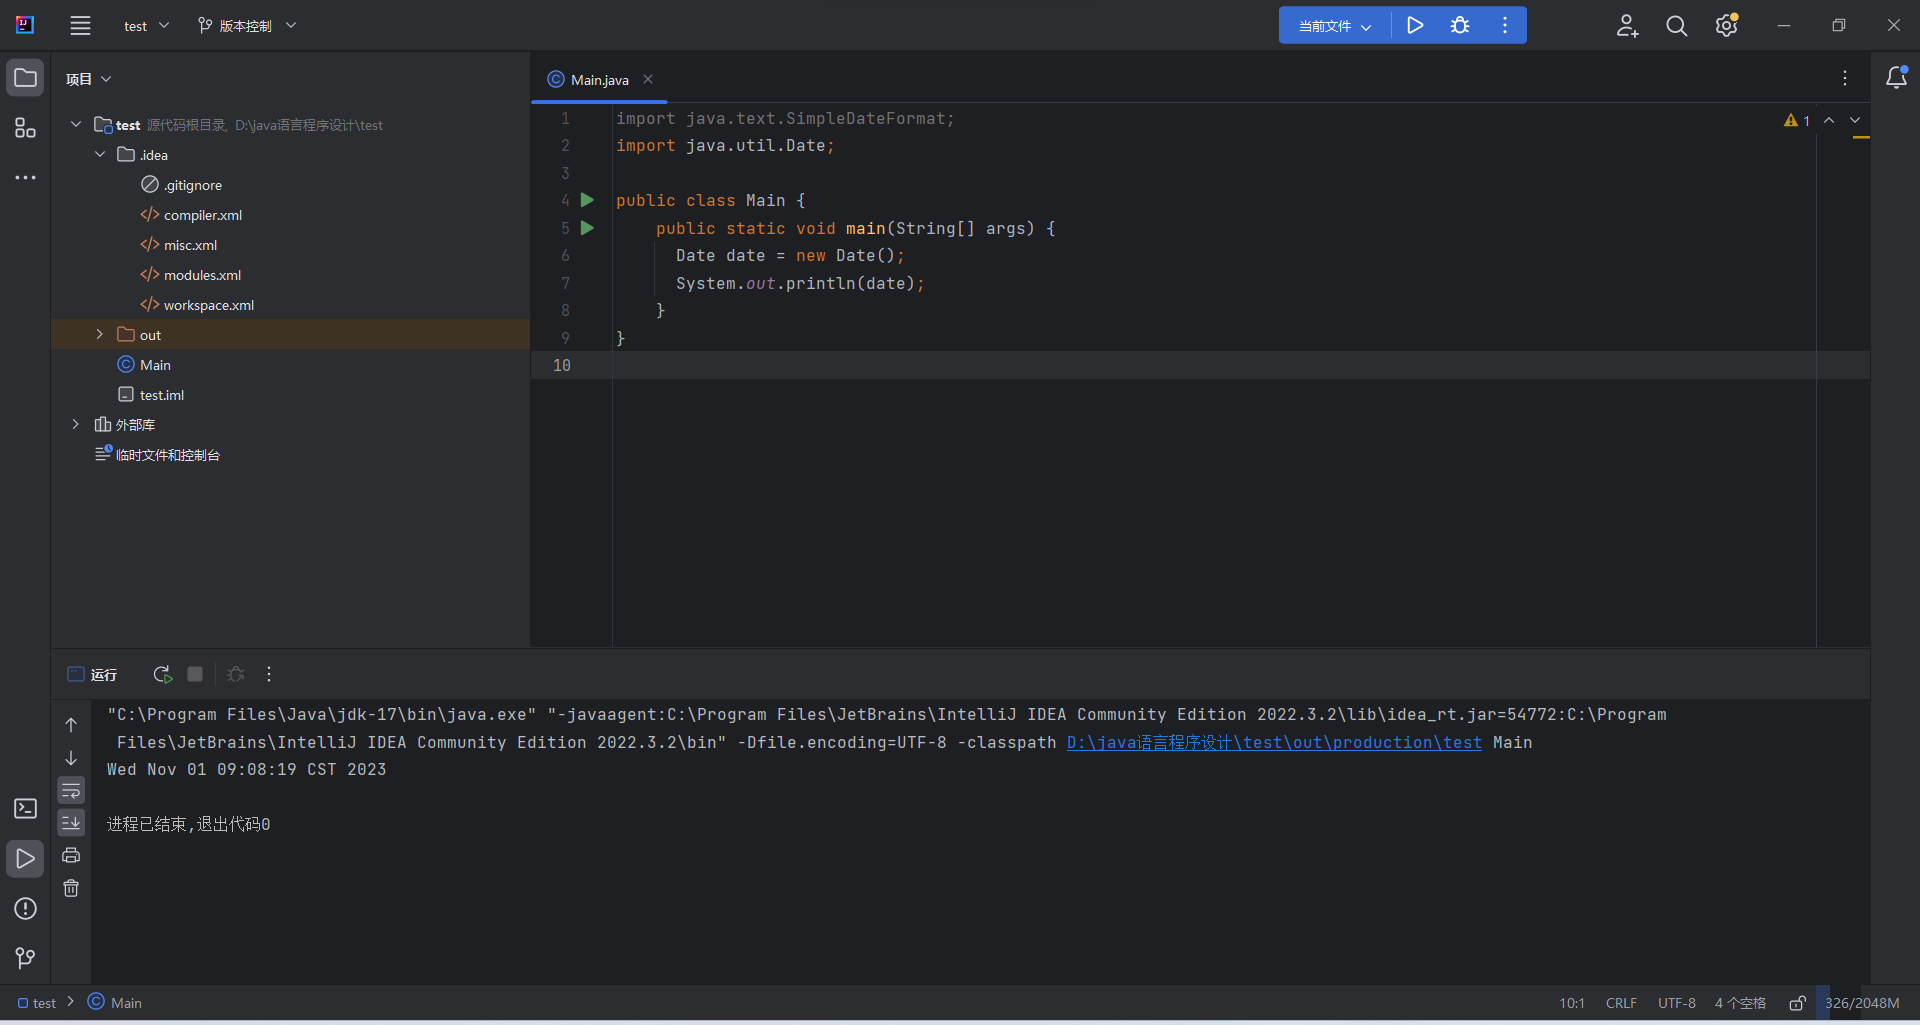 test
版本控制
当前文件
项目
Main.java
test 源代码根目录, D:\java语言程序设计\test
.idea
.gitignore
compiler.xml
misc.xml
modules.xml
workspace.xml
out
Main
test.iml
外部库
临时文件和控制台
1 import java.text.SimpleDateFormat;
1
2 import java.util.Date;
3
4 public class Main {
5 public static void main(String[] args) {
6 Date date = new Date();
7 System.out.println(date);
8 }
9 }
10
运行
"C:\Program Files\Java\jdk-17\bin\java.exe" "-javaagent:C:\Program Files\JetBrains\IntelliJ IDEA Community Edition 2022.3.2\lib\idea_rt.jar=54772:C:\Program
Files\JetBrains\IntelliJ IDEA Community Edition 2022.3.2\bin" -Dfile.encoding=UTF-8 -classpath D:\java语言程序设计\test\out\production\test Main
Wed Nov 01 09:08:19 CST 2023
进程已结束,退出代码0
test
Main
10:1 CRLF UTF-8 4 个空格 326/2048M